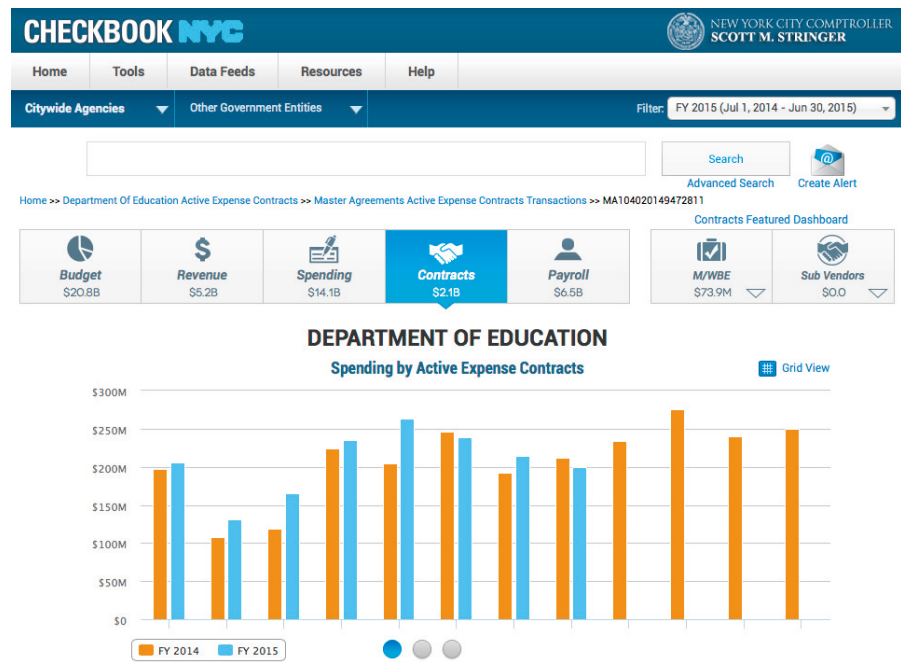 CHECKBOOK NYC
NEW YORK CITY COMPTROLLER
SCOTT M. STRINGER
Home Tools Data Feeds Resources Help
Citywide Agencies Other Government Entities Filter: FY 2015 (Jul 1, 2014 - Jun 30, 2015)
Search
Advanced Search Create Alert
Home >> Department Of Education Active Expense Contracts >> Master Agreements Active Expense Contracts Transactions >> MA104020149472811
Contracts Featured Dashboard
Budget Revenue Spending Contracts Payroll M/WBE Sub Vendors
$20.8B $5.2B $14.1B $2.1B $6.5B $73.9M $0.0
DEPARTMENT OF EDUCATION
Spending by Active Expense Contracts
Grid View
$300M
$250M
$200M
$150M
$100M
$50M
$0
FY 2014 FY 2015